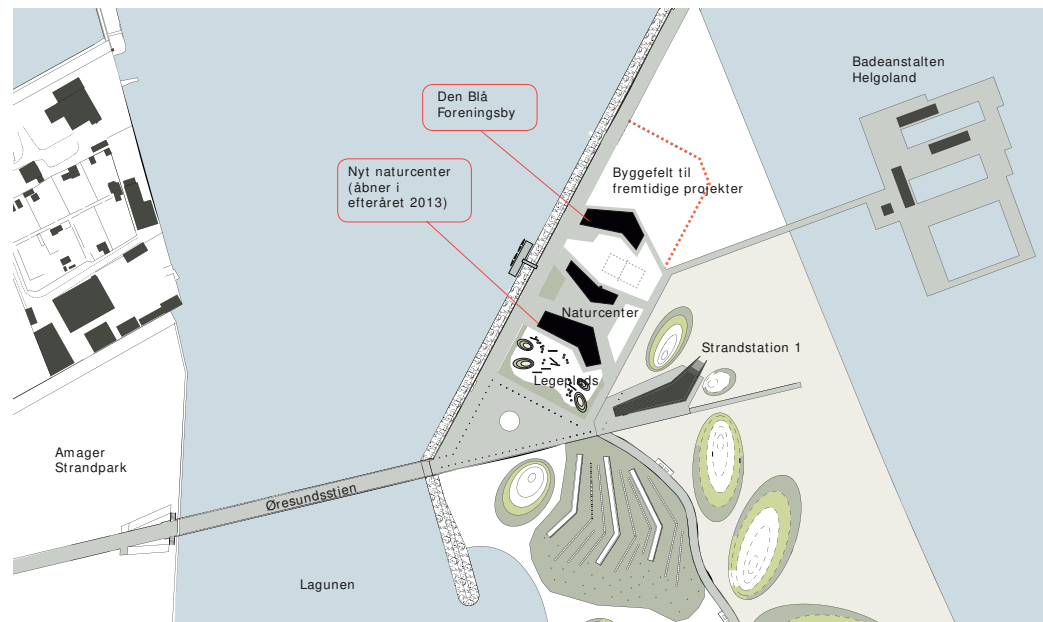 Badeanstalten
Helgoland
Den Blå
Foreningsby
Nyt naturcenter
(åbner i
efteråret 2013)
Byggefelt til
fremtidige projekter
Naturcenter
Strandstation 1
Legeplads
Amager
Strandpark
Øresundsstien
Lagunen